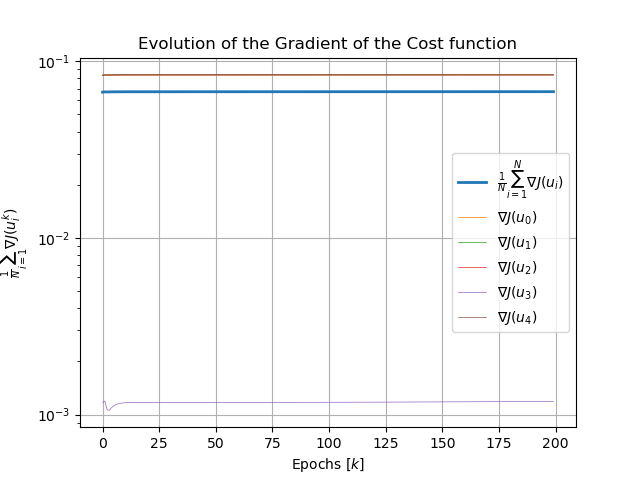 Evolution of the Gradient of the Cost function
10⁻¹
10⁻²
10⁻³
$\frac{1}{N}\sum_{i=1} \nabla J(u_i^k)$
$\frac{1}{N}\sum_{i=1}^{N} \nabla J(u_i)$
∇J(u₀)
∇J(u₁)
∇J(u₂)
∇J(u₃)
∇J(u₄)
0 25 50 75 100 125 150 175 200
Epochs [k]